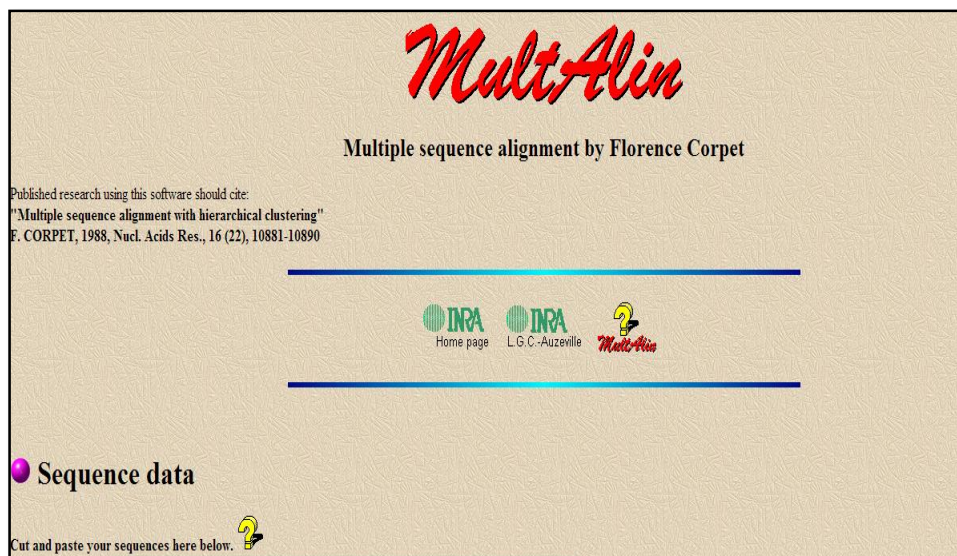 MultAlin
Multiple sequence alignment by Florence Corpet
Published research using this software should cite:
"Multiple sequence alignment with hierarchical clustering"
F. CORPET, 1988, Nucl. Acids Res., 16 (22), 10881-10890
INRA INRA ?
Home page L.G.C.-Auzeville MultAlin
Sequence data
Cut and paste your sequences here below. ?